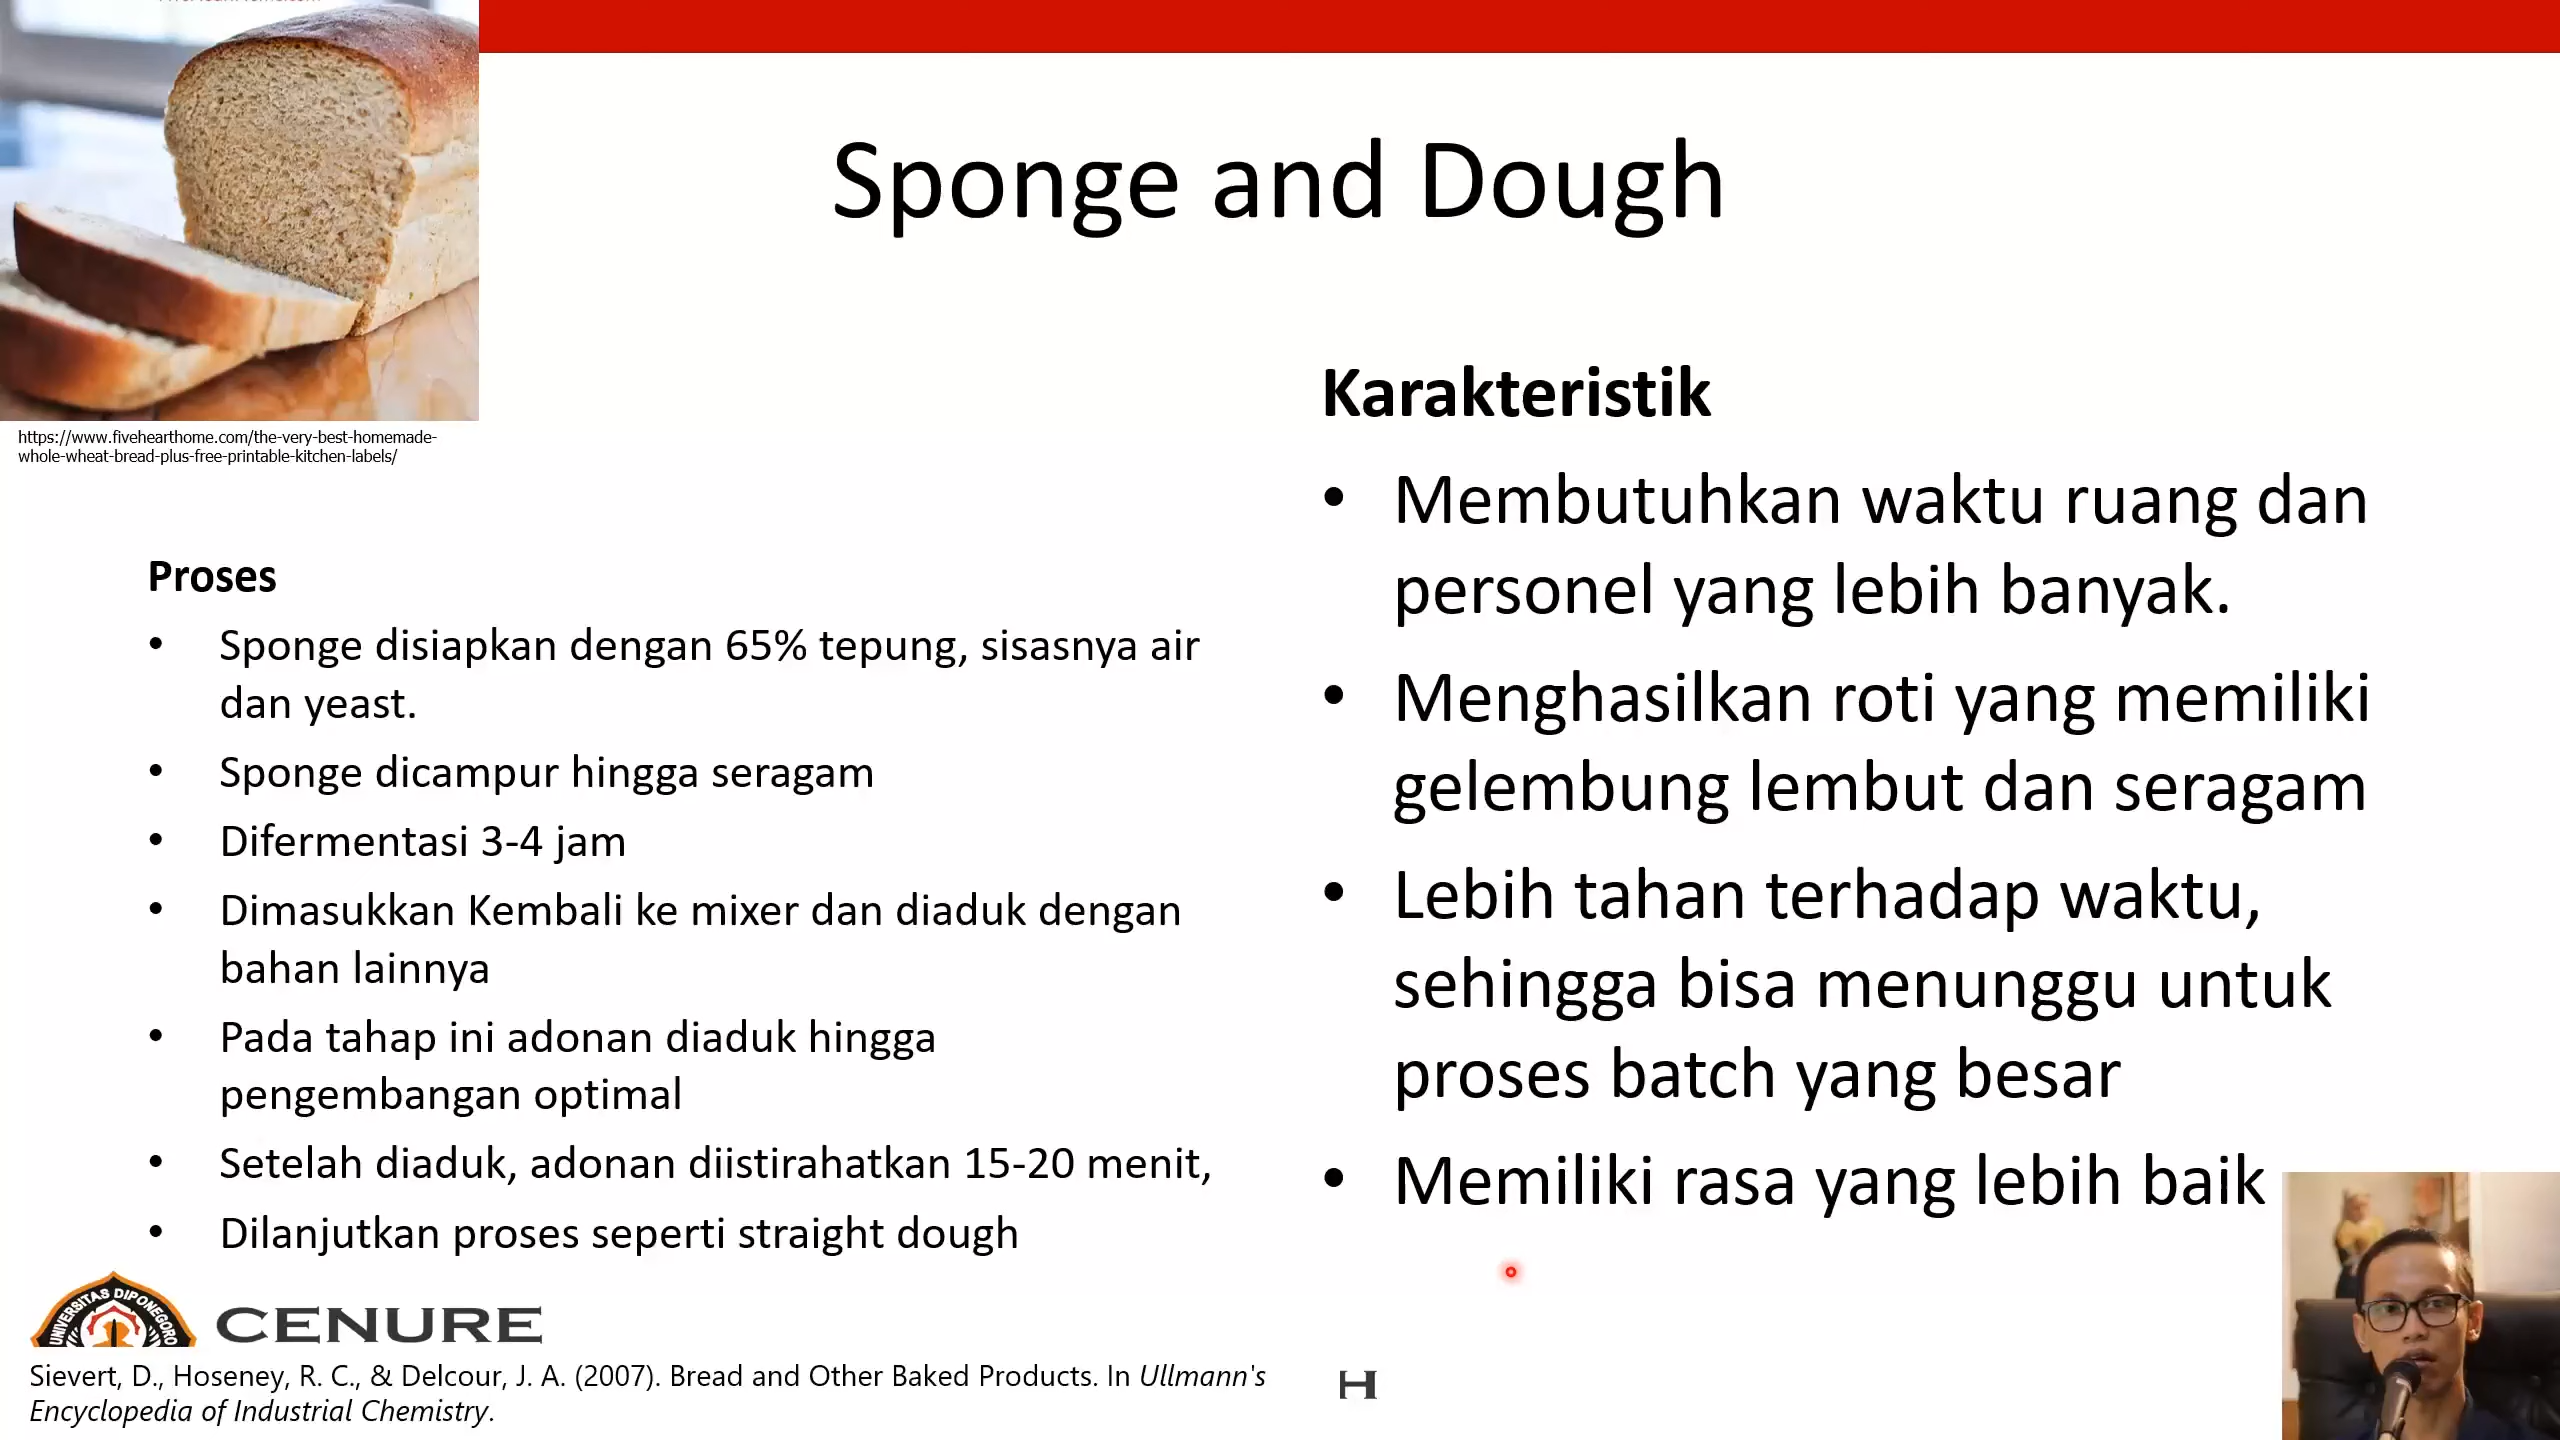 Sponge and Dough
https://www.fivehearthome.com/the-very-best-homemade-
whole-wheat-bread-plus-free-printable-kitchen-labels/
Proses
• Sponge disiapkan dengan 65% tepung, sisasnya air
dan yeast.
• Sponge dicampur hingga seragam
• Difermentasi 3-4 jam
• Dimasukkan Kembali ke mixer dan diaduk dengan
bahan lainnya
• Pada tahap ini adonan diaduk hingga
pengembangan optimal
• Setelah diaduk, adonan diistirahatkan 15-20 menit,
• Dilanjutkan proses seperti straight dough
Karakteristik
• Membutuhkan waktu ruang dan
personel yang lebih banyak.
• Menghasilkan roti yang memiliki
gelembung lembut dan seragam
• Lebih tahan terhadap waktu,
sehingga bisa menunggu untuk
proses batch yang besar
• Memiliki rasa yang lebih baik
UNIVERSITAS DIPONEGORO
CENURE
Sievert, D., Hoseney, R. C., & Delcour, J. A. (2007). Bread and Other Baked Products. In Ullmann's
Encyclopedia of Industrial Chemistry.
H